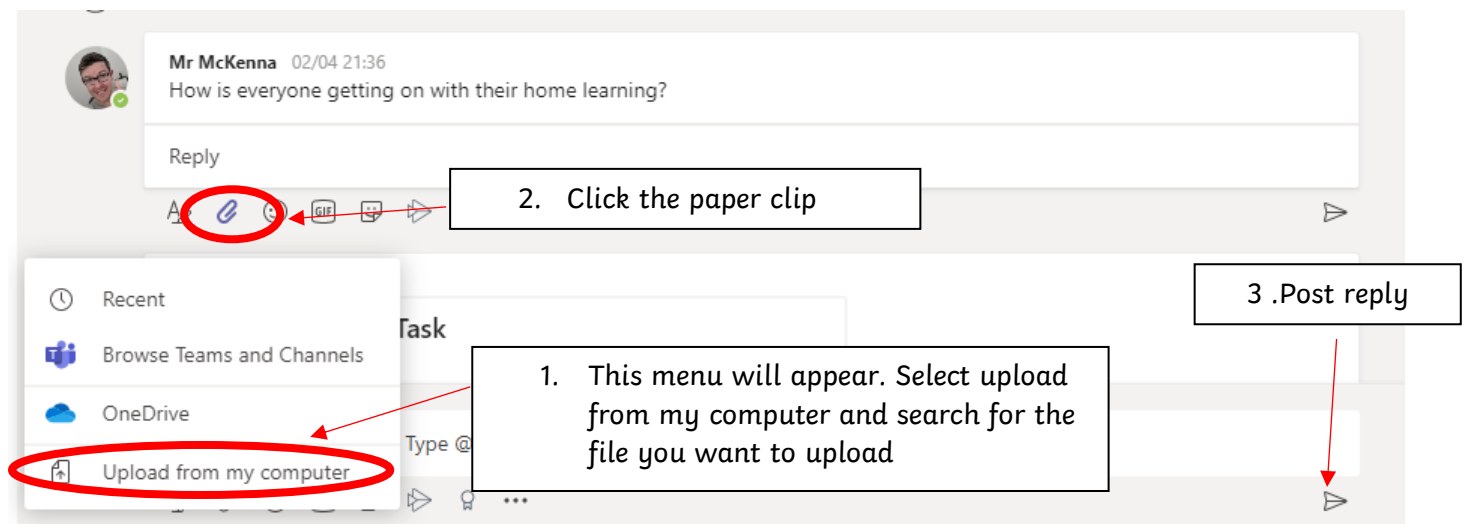 Mr McKenna 02/04 21:36
How is everyone getting on with their home learning?
Reply
GIF
2. Click the paper clip
Recent
Browse Teams and Channels
OneDrive
Upload from my computer
Task
3 .Post reply
1. This menu will appear. Select upload
from my computer and search for the
file you want to upload
Type @